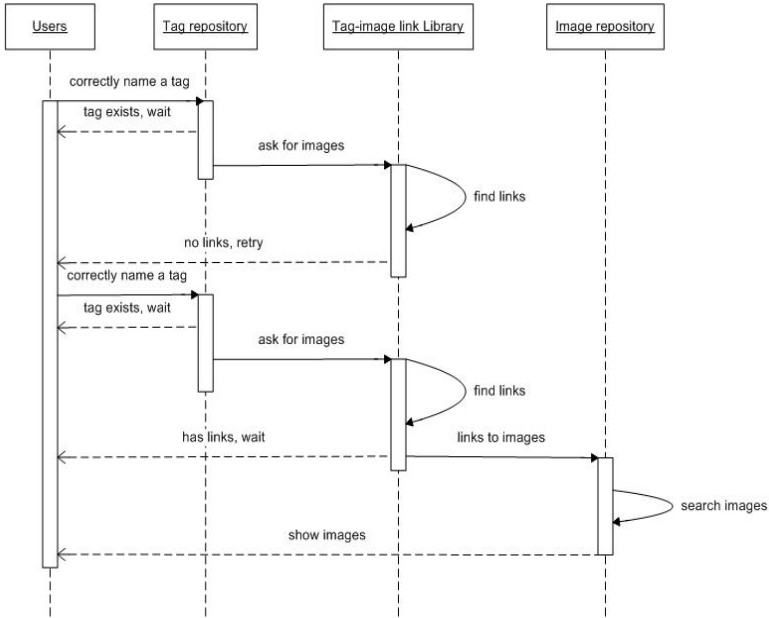 Users
Tag repository
Tag-image link Library
Image repository
correctly name a tag
tag exists, wait
ask for images
find links
no links, retry
correctly name a tag
tag exists, wait
ask for images
find links
has links, wait
links to images
search images
show images